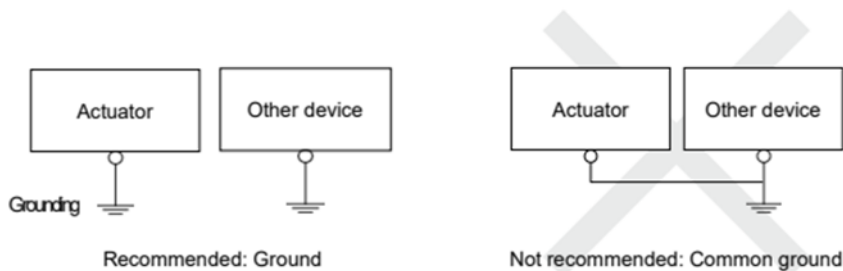 Actuator
Other device
Actuator
Other device
Grounding
Recommended: Ground
Not recommended: Common ground